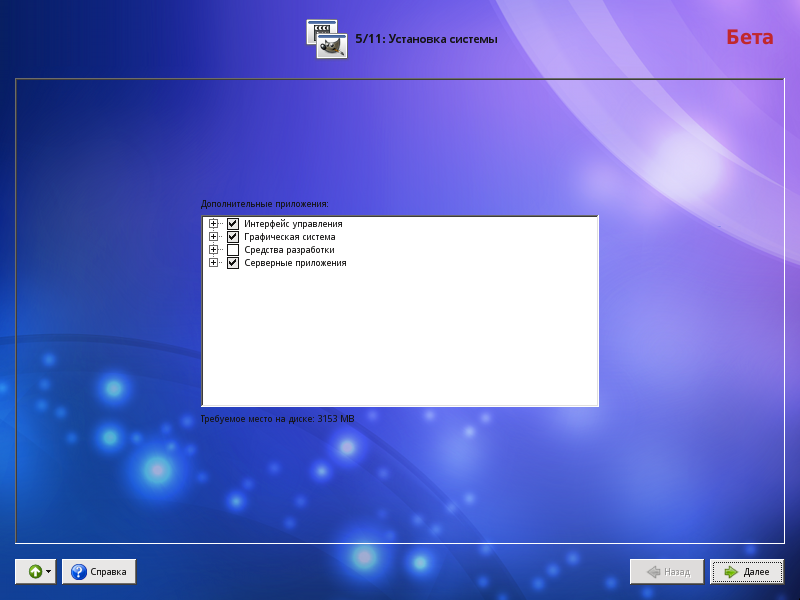 5/11: Установка системы
Бета
Дополнительные приложения:
Интерфейс управления
Графическая система
Средства разработки
Серверные приложения
Требуемое место на диске: 3153 MB
Справка
Назад
Далее